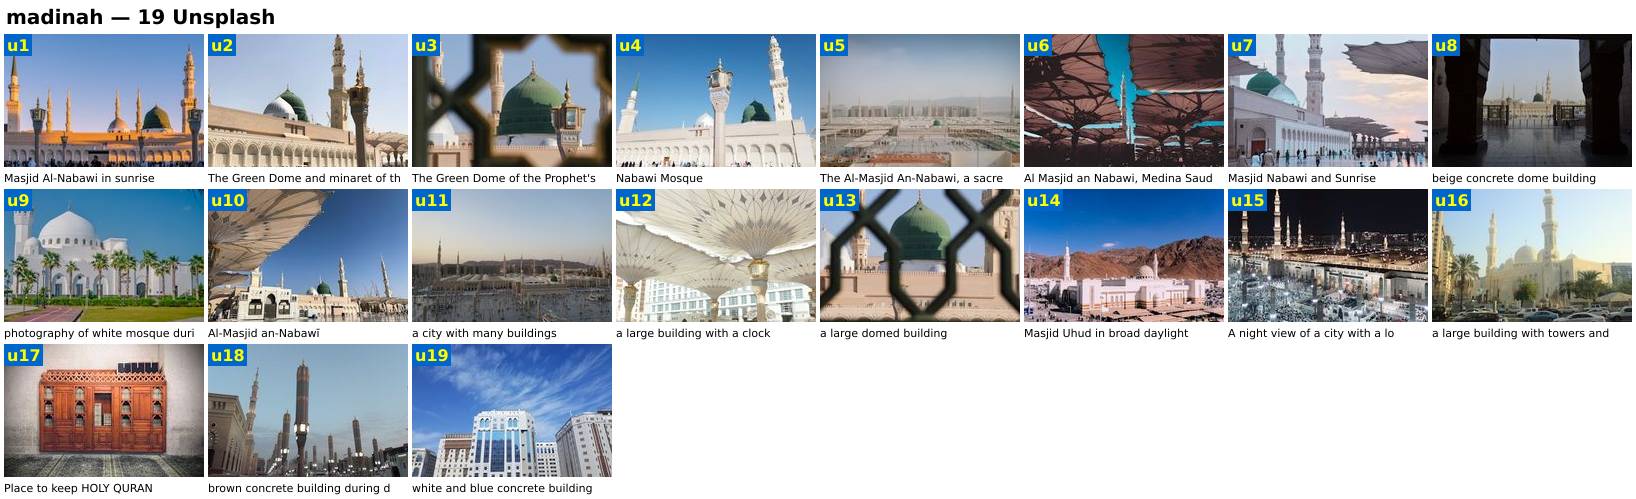 madinah — 19 Unsplash
u1
u2
u3
u4
u5
u6
u7
u8
Masjid Al-Nabawi in sunrise
The Green Dome and minaret of th
The Green Dome of the Prophet's
Nabawi Mosque
The Al-Masjid An-Nabawi, a sacre
Al Masjid an Nabawi, Medina Saud
Masjid Nabawi and Sunrise
beige concrete dome building
u9
u10
u11
u12
u13
u14
u15
u16
photography of white mosque duri
Al-Masjid an-Nabawī
a city with many buildings
a large building with a clock
a large domed building
Masjid Uhud in broad daylight
A night view of a city with a lo
a large building with towers and
u17
u18
u19
Place to keep HOLY QURAN
brown concrete building during d
white and blue concrete building